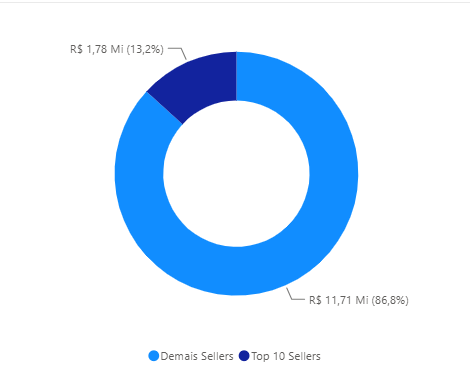 R$ 1,78 Mi (13,2%)
R$ 11,71 Mi (86,8%)
Demais Sellers Top 10 Sellers